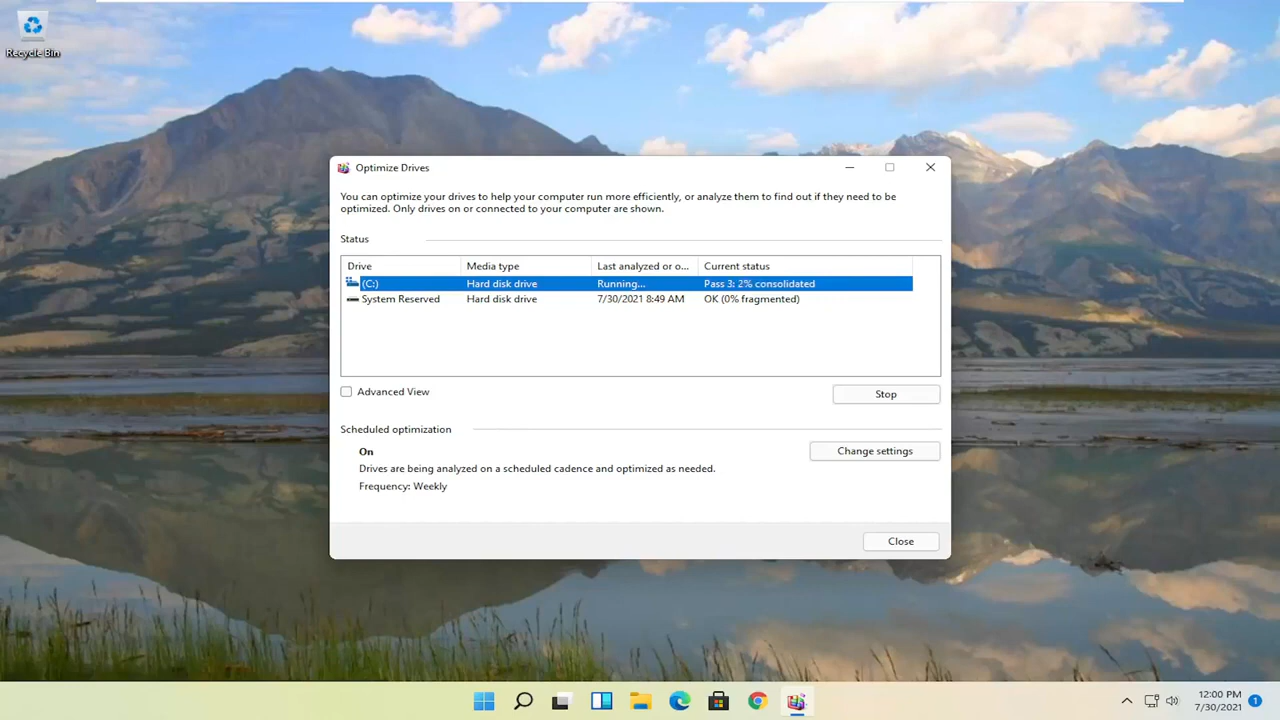 Recycle Bin
Optimize Drives
You can optimize your drives to help your computer run more efficiently, or analyze them to find out if they need to be
optimized. Only drives on or connected to your computer are shown.
Status
Drive Media type Last analyzed or o... Current status
(C:) Hard disk drive Running... Pass 3: 2% consolidated
System Reserved Hard disk drive 7/30/2021 8:49 AM OK (0% fragmented)
Advanced View
Stop
Scheduled optimization
On
Change settings
Drives are being analyzed on a scheduled cadence and optimized as needed.
Frequency: Weekly
Close
12:00 PM
7/30/2021
1